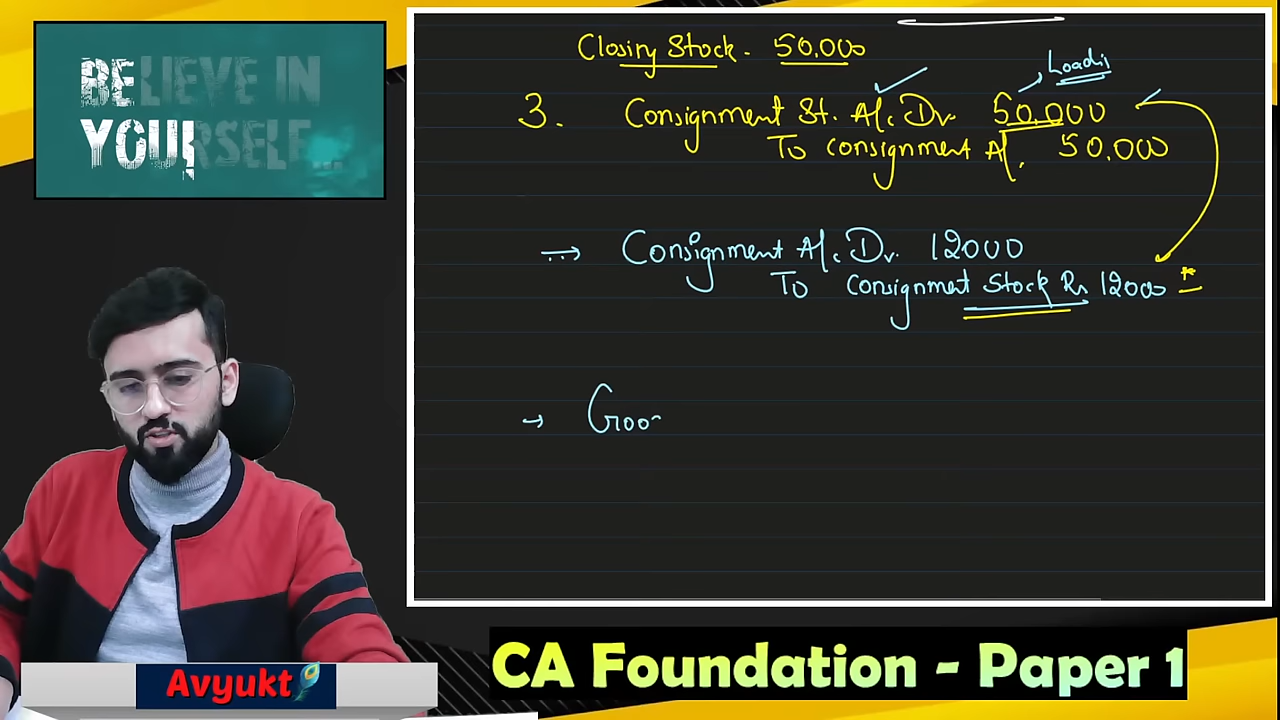 BELIEVE IN
YOURSELF...
Closing Stock. 50,000
Loadig
3. Consignment St. A/c. Dr. 50,000
To consignment A/. 50,000
→ Consignment A/c. Dr. 12000
To consignment Stock Rs 12000 *
→ Goo
Avyukt
CA Foundation - Paper 1